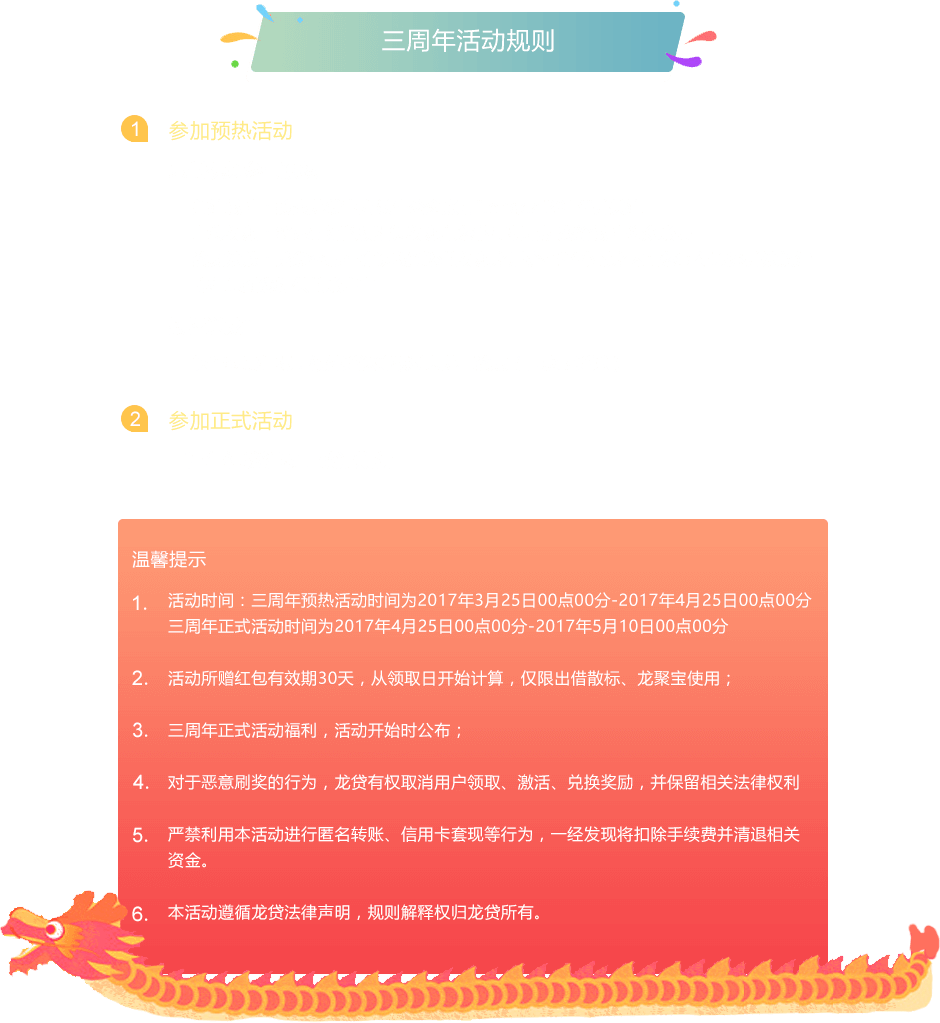 三周年活动规则
1 参加预热活动
2 参加正式活动
温馨提示
1. 活动时间：三周年预热活动时间为2017年3月25日00点00分-2017年4月25日00点00分
三周年正式活动时间为2017年4月25日00点00分-2017年5月10日00点00分
2. 活动所赠红包有效期30天，从领取日开始计算，仅限出借散标、龙聚宝使用；
3. 三周年正式活动福利，活动开始时公布；
4. 对于恶意刷奖的行为，龙贷有权取消用户领取、激活、兑换奖励，并保留相关法律权利
5. 严禁利用本活动进行匿名转账、信用卡套现等行为，一经发现将扣除手续费并清退相关
资金。
6. 本活动遵循龙贷法律声明，规则解释权归龙贷所有。